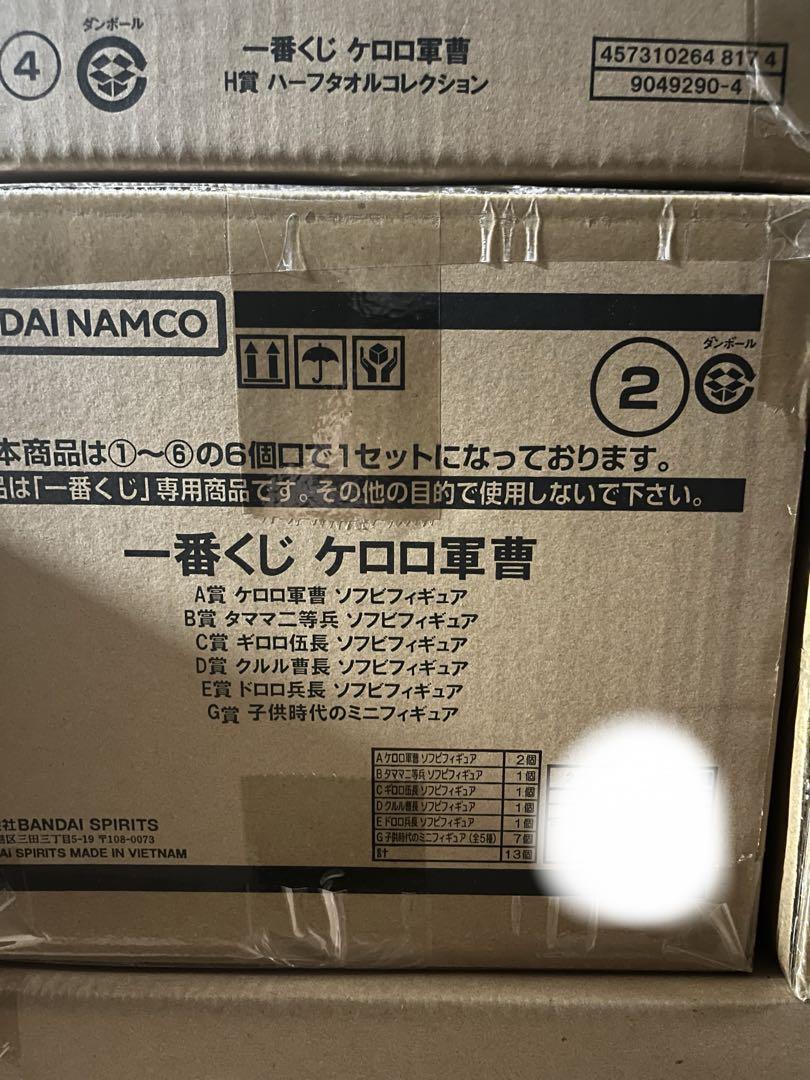 4
ダンボール
一番くじ ケロロ軍曹
H賞 ハーフタオルコレクション
457310264 817 4
9049290-4
DAI NAMCO
2
ダンボール
本商品は①～⑥の6個口で1セットになっております。
品は「一番くじ」専用商品です。その他の目的で使用しないで下さい。
一番くじ ケロロ軍曹
A賞 ケロロ軍曹 ソフビフィギュア
B賞 タママ二等兵 ソフビフィギュア
C賞 ギロロ伍長 ソフビフィギュア
D賞 クルル曹長 ソフビフィギュア
E賞 ドロロ兵長 ソフビフィギュア
G賞 子供時代のミニフィギュア
A ケロロ軍曹 ソフビフィギュア 2個
B タママ二等兵 ソフビフィギュア 1個
C ギロロ伍長 ソフビフィギュア 1個
D クルル曹長 ソフビフィギュア 1個
E ドロロ兵長 ソフビフィギュア 1個
G 子供時代のミニフィギュア (全5種) 7個
合計 13個
社BANDAI SPIRITS
港区三田三丁目5-19 〒108-0073
AI SPIRITS MADE IN VIETNAM